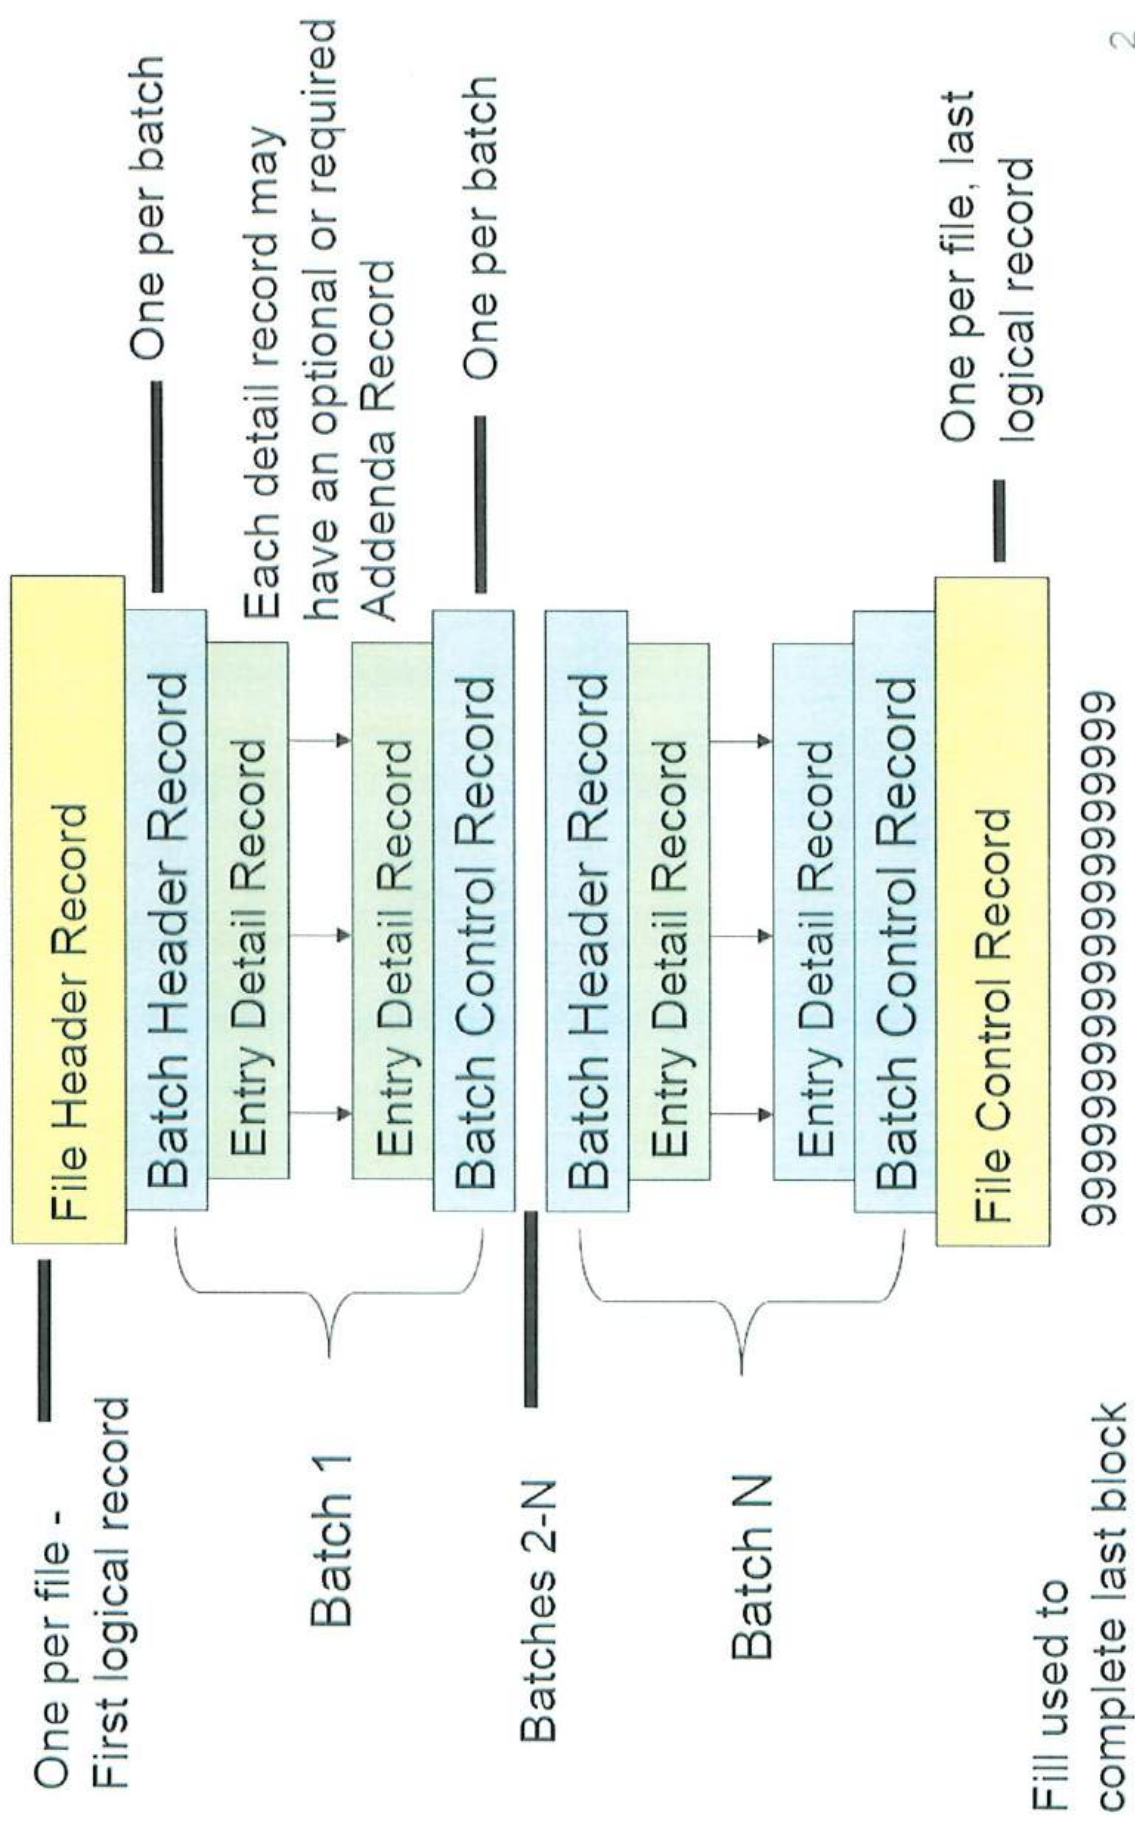 One per file -
First logical record
File Header Record
Batch Header Record
One per batch
Entry Detail Record
Each detail record may
have an optional or required
Addenda Record
Batch 1
Entry Detail Record
Batch Control Record
One per batch
Batches 2-N
Batch Header Record
Entry Detail Record
Batch N
Entry Detail Record
Batch Control Record
File Control Record
One per file, last
logical record
Fill used to
complete last block
99999999999999999999999
2